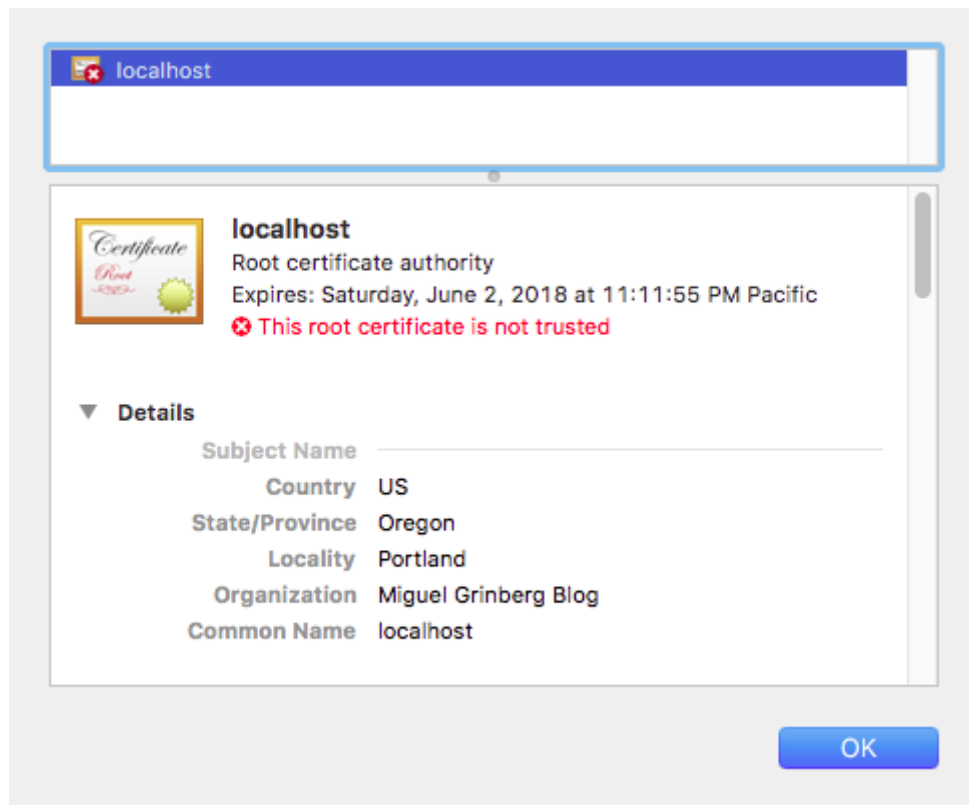 localhost
Certificate
Root
localhost
Root certificate authority
Expires: Saturday, June 2, 2018 at 11:11:55 PM Pacific
This root certificate is not trusted
Details
Subject Name
Country US
State/Province Oregon
Locality Portland
Organization Miguel Grinberg Blog
Common Name localhost
OK